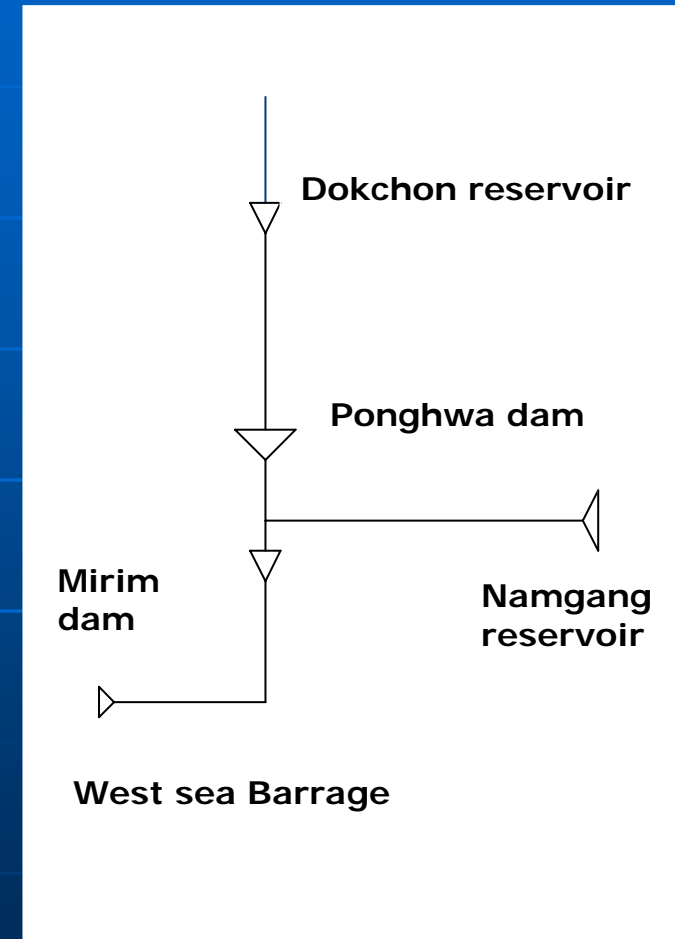 Dokchon reservoir
Ponghwa dam
Mirim
dam
Namgang
reservoir
West sea Barrage